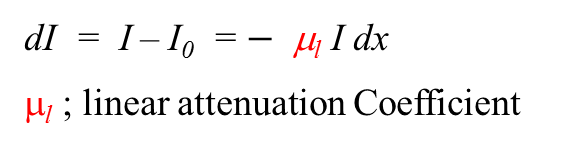 dI = I – I₀ = – μₗ I dx
μₗ ; linear attenuation Coefficient